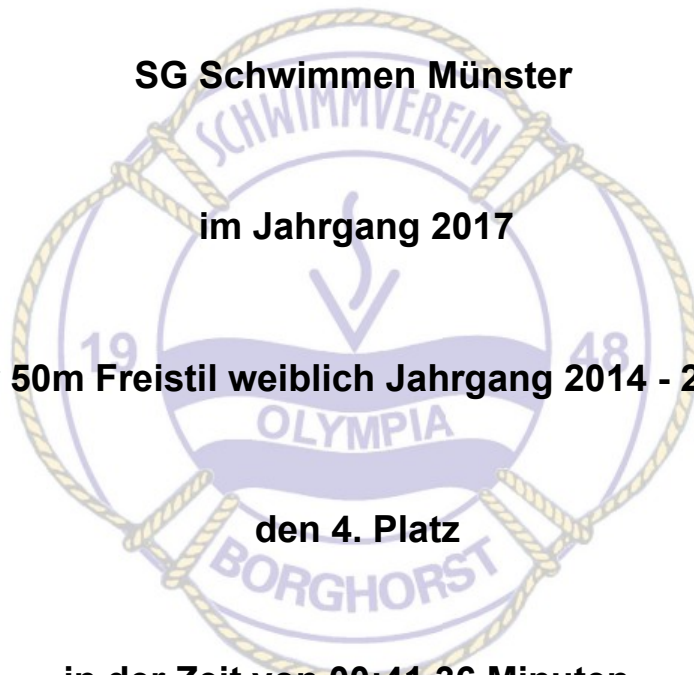 SG Schwimmen Münster
SCHWIMMVEREIN
im Jahrgang 2017
19 48
50m Freistil weiblich Jahrgang 2014 - 2
OLYMPIA
den 4. Platz
BORGHORST
in der Zeit von 00:41,36 Minuten